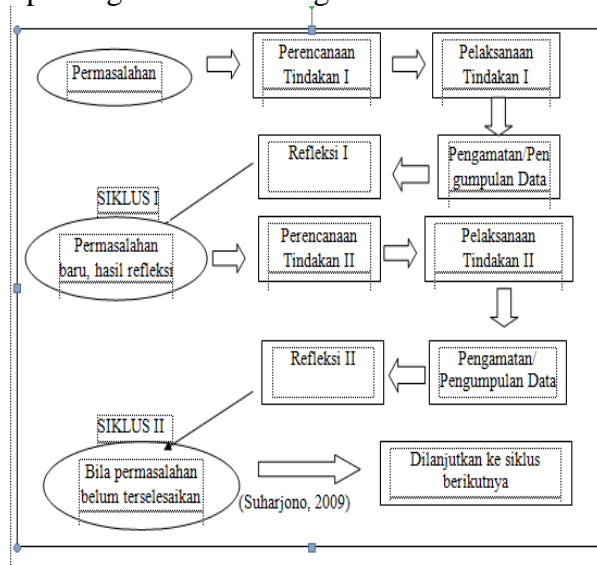 Permasalahan
Perencanaan
Tindakan I
Pelaksanaan
Tindakan I
Refleksi I
Pengamatan/Pen
gumpulan Data
SIKLUS I
Permasalahan
baru, hasil refleksi
Perencanaan
Tindakan II
Pelaksanaan
Tindakan II
Refleksi II
Pengamatan/
Pengumpulan Data
SIKLUS II
Bila permasalahan
belum terselesaikan
(Suharjono, 2009)
Dilanjutkan ke siklus
berikutnya